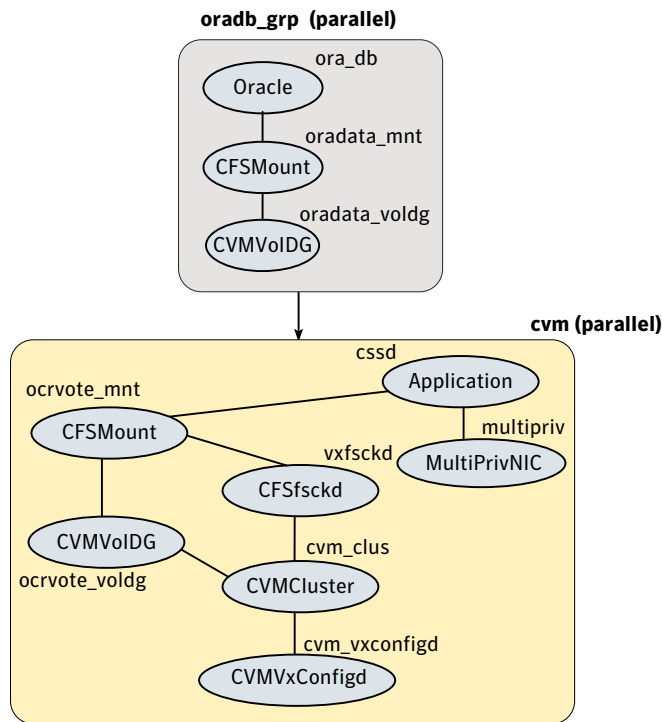 oradb_grp (parallel)
ora_db
Oracle
oradata_mnt
CFSMount
oradata_voldg
CVMVolDG
cvm (parallel)
cssd
Application
ocrvote_mnt
CFSMount
multipriv
MultiPrivNIC
vxfsckd
CFSfsckd
CVMVolDG
ocrvote_voldg
cvm_clus
CVMCluster
cvm_vxconfigd
CVMVxConfigd